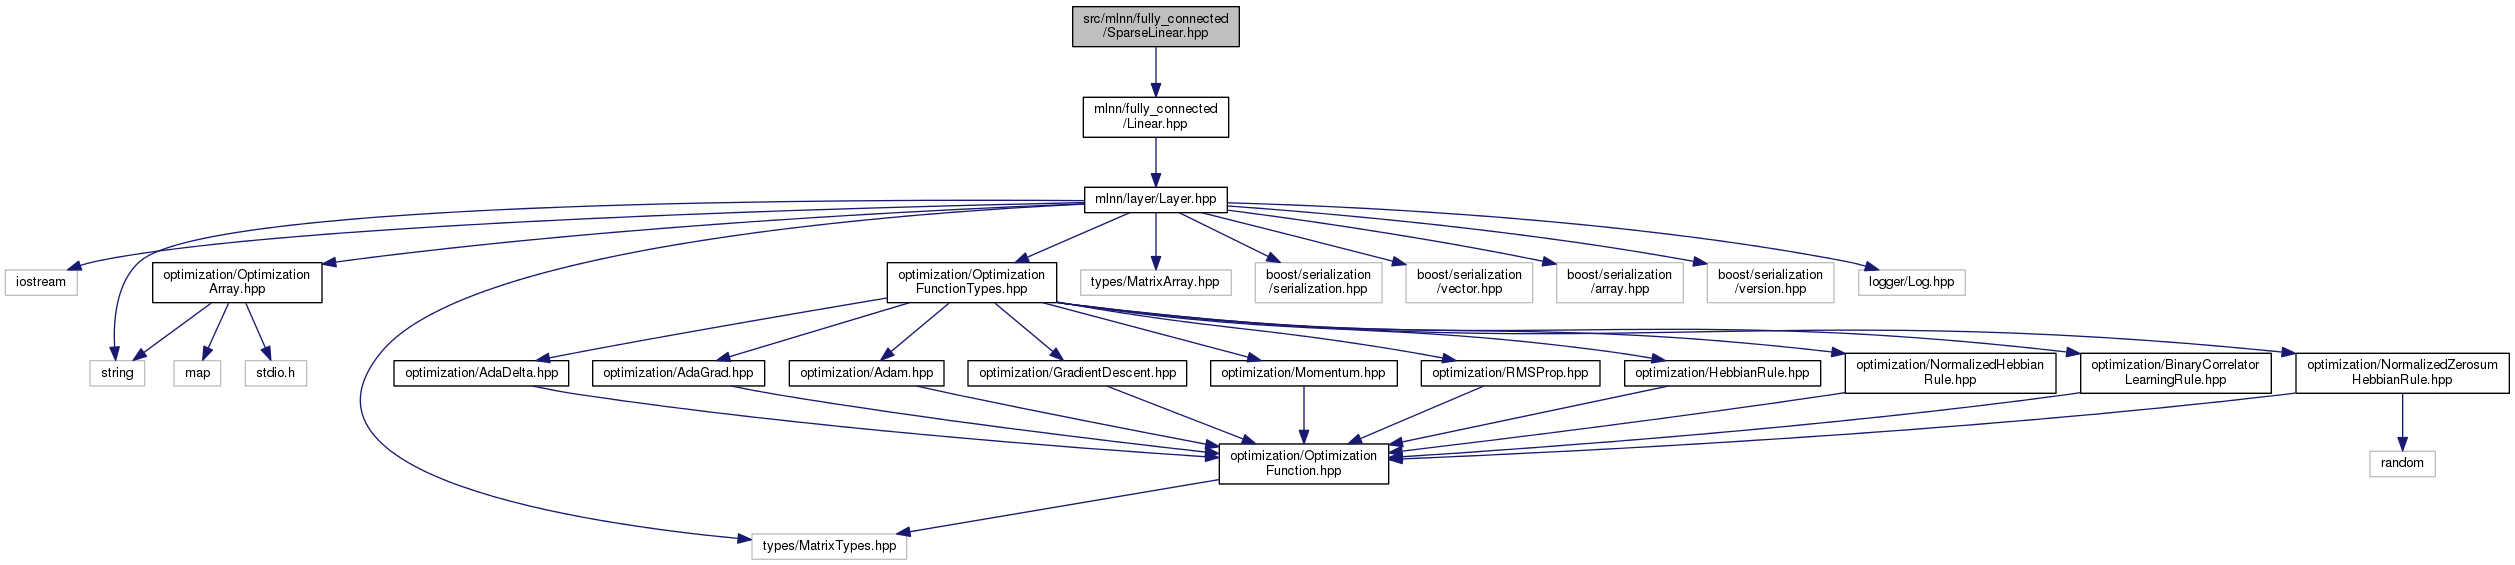 src/mlnn/fully_connected
/SparseLinear.hpp
mlnn/fully_connected
/Linear.hpp
mlnn/layer/Layer.hpp
iostream
optimization/Optimization
Array.hpp
optimization/Optimization
FunctionTypes.hpp
types/MatrixArray.hpp
boost/serialization
/serialization.hpp
boost/serialization
/vector.hpp
boost/serialization
/array.hpp
boost/serialization
/version.hpp
logger/Log.hpp
string
map
stdio.h
optimization/AdaDelta.hpp
optimization/AdaGrad.hpp
optimization/Adam.hpp
optimization/GradientDescent.hpp
optimization/Momentum.hpp
optimization/RMSProp.hpp
optimization/HebbianRule.hpp
optimization/NormalizedHebbian
Rule.hpp
optimization/BinaryCorrelator
LearningRule.hpp
optimization/NormalizedZerosum
HebbianRule.hpp
optimization/Optimization
Function.hpp
random
types/MatrixTypes.hpp